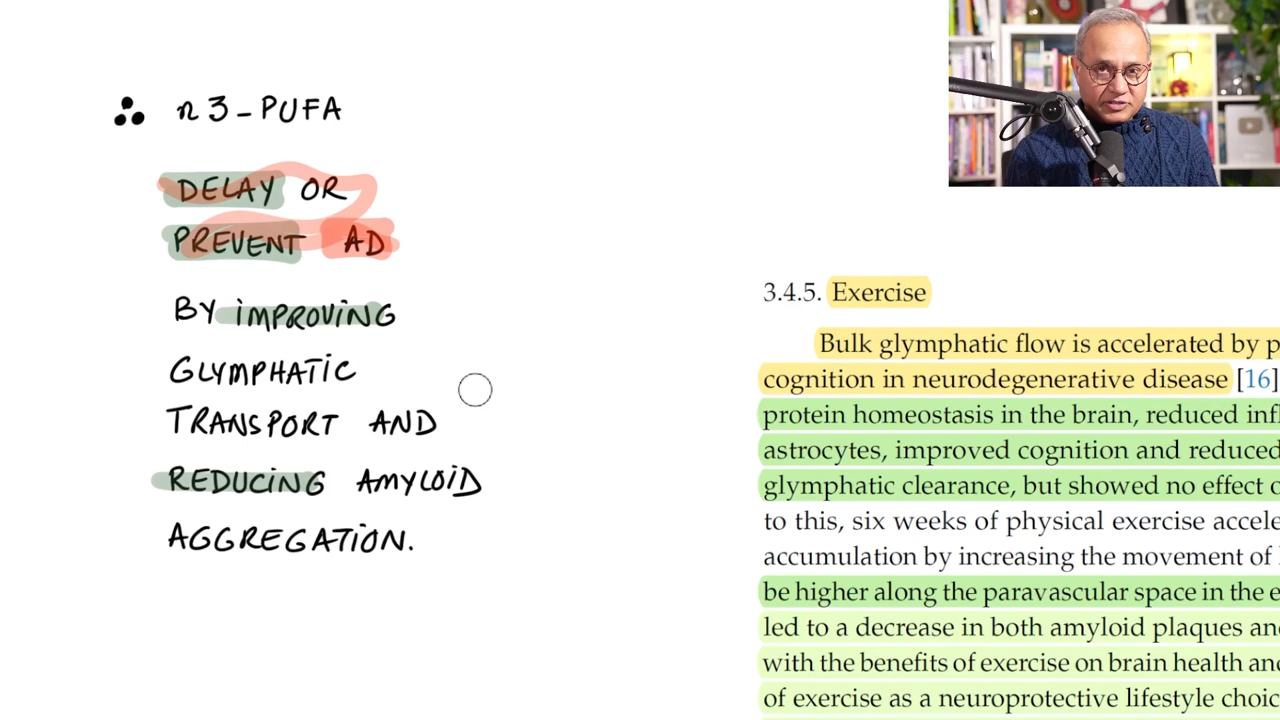 ∴ n3-PUFA
DELAY OR
PREVENT AD
BY IMPROVING
GLYMPHATIC
TRANSPORT AND
REDUCING AMYLOID
AGGREGATION.
3.4.5. Exercise
Bulk glymphatic flow is accelerated by p
cognition in neurodegenerative disease [16]
protein homeostasis in the brain, reduced infl
astrocytes, improved cognition and reduced
glymphatic clearance, but showed no effect o
to this, six weeks of physical exercise accele
accumulation by increasing the movement of
be higher along the paravascular space in the e
led to a decrease in both amyloid plaques an
with the benefits of exercise on brain health and
of exercise as a neuroprotective lifestyle choic